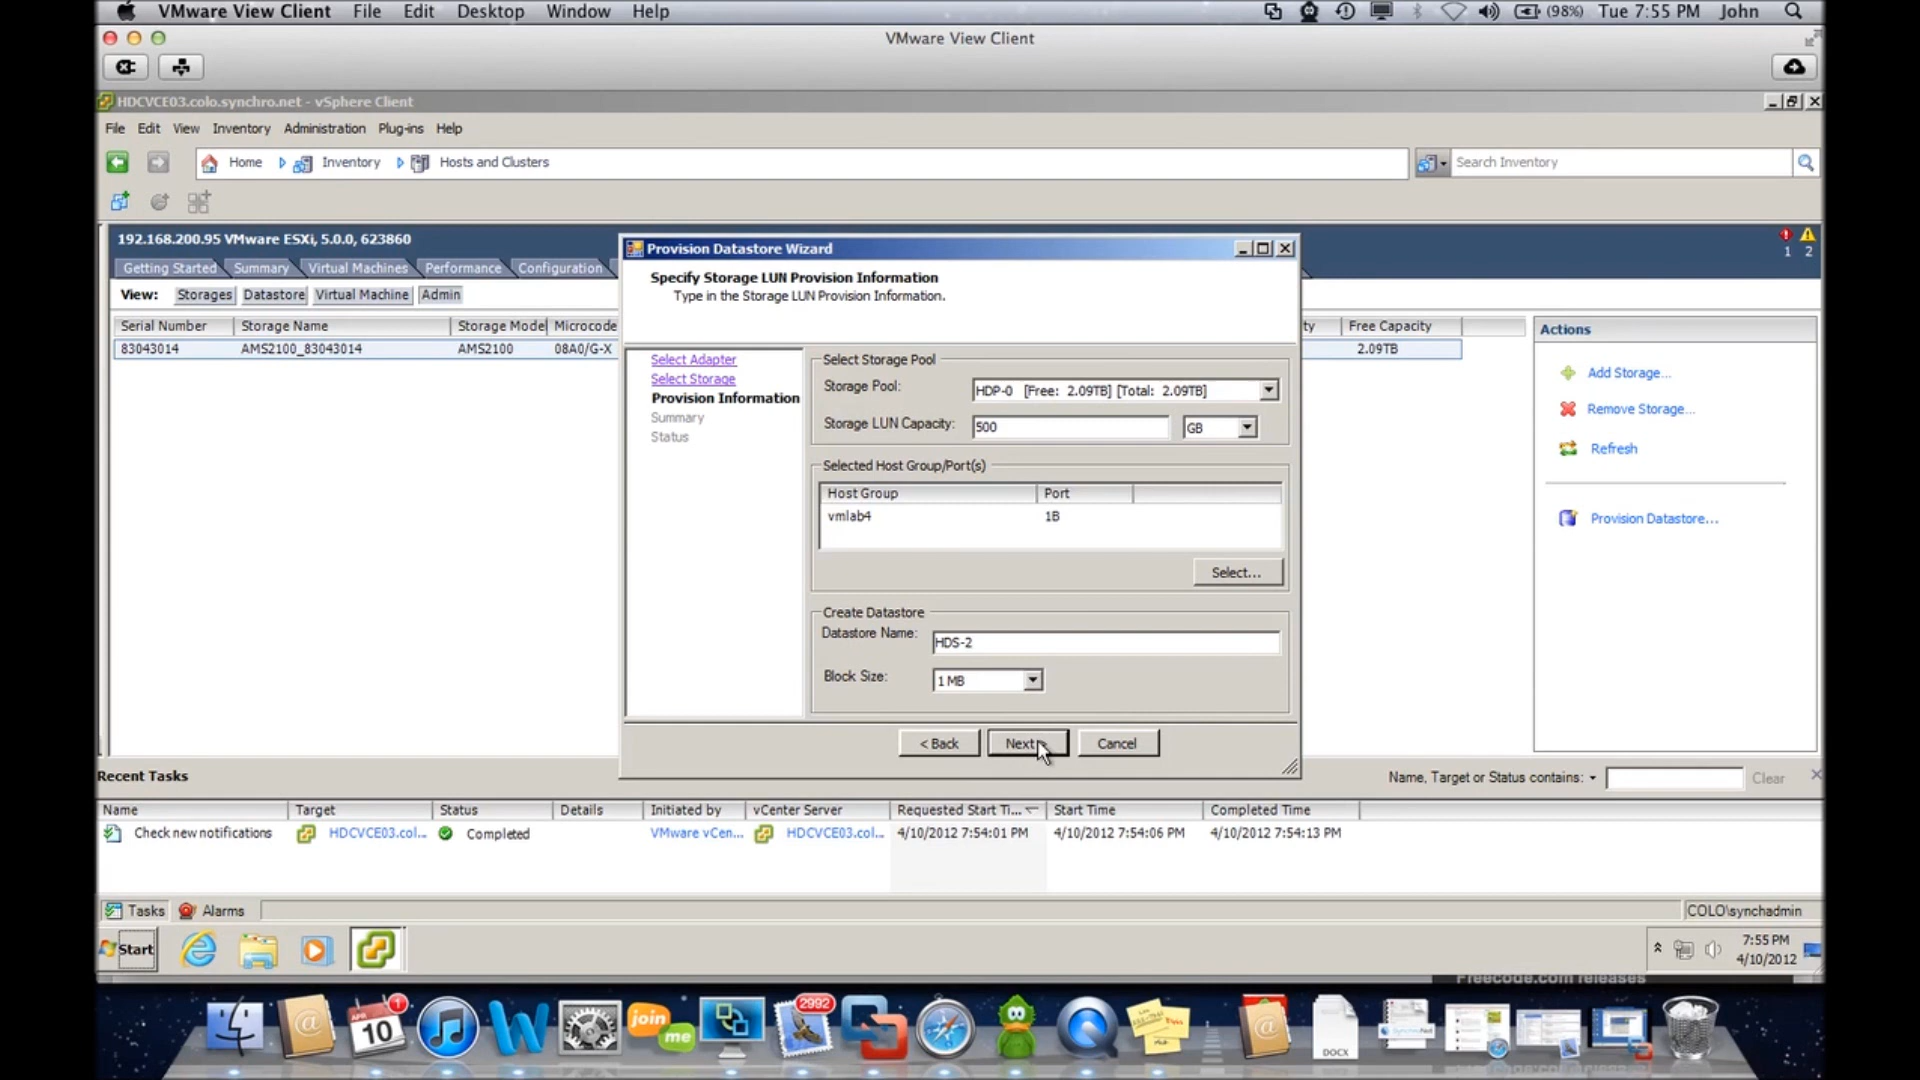 VMware View Client File Edit Desktop Window Help (98%) Tue 7:55 PM John
VMware View Client
HDCVCE03.colo.synchro.net - vSphere Client
File Edit View Inventory Administration Plug-ins Help
Home Inventory Hosts and Clusters Search Inventory
192.168.200.95 VMware ESXi, 5.0.0, 623860
1 2
Getting Started Summary Virtual Machines Performance Configuration
View: Storages Datastore Virtual Machine Admin
Serial Number Storage Name Storage Model Microcode ty Free Capacity
83043014 AMS2100_83043014 AMS2100 08A0/G-X 2.09TB
Provision Datastore Wizard
Specify Storage LUN Provision Information
Type in the Storage LUN Provision Information.
Select Adapter
Select Storage
Provision Information
Summary
Status
Select Storage Pool
Storage Pool: HDP-0 [Free: 2.09TB] [Total: 2.09TB]
Storage LUN Capacity: 500 GB
Selected Host Group/Port(s)
Host Group Port
vmlab4 1B
Select...
Create Datastore
Datastore Name: HDS-2
Block Size: 1 MB
< Back Next Cancel
Actions
Add Storage...
Remove Storage...
Refresh
Provision Datastore...
Recent Tasks Name, Target or Status contains: Clear
Name Target Status Details Initiated by vCenter Server Requested Start Ti... Start Time Completed Time
Check new notifications HDCVCE03.col... Completed VMware vCen... HDCVCE03.col... 4/10/2012 7:54:01 PM 4/10/2012 7:54:06 PM 4/10/2012 7:54:13 PM
Tasks Alarms COLO\synchadmin
Start 7:55 PM
4/10/2012
Freecode.com releases
APR 10 1 join me 2992 DOCX